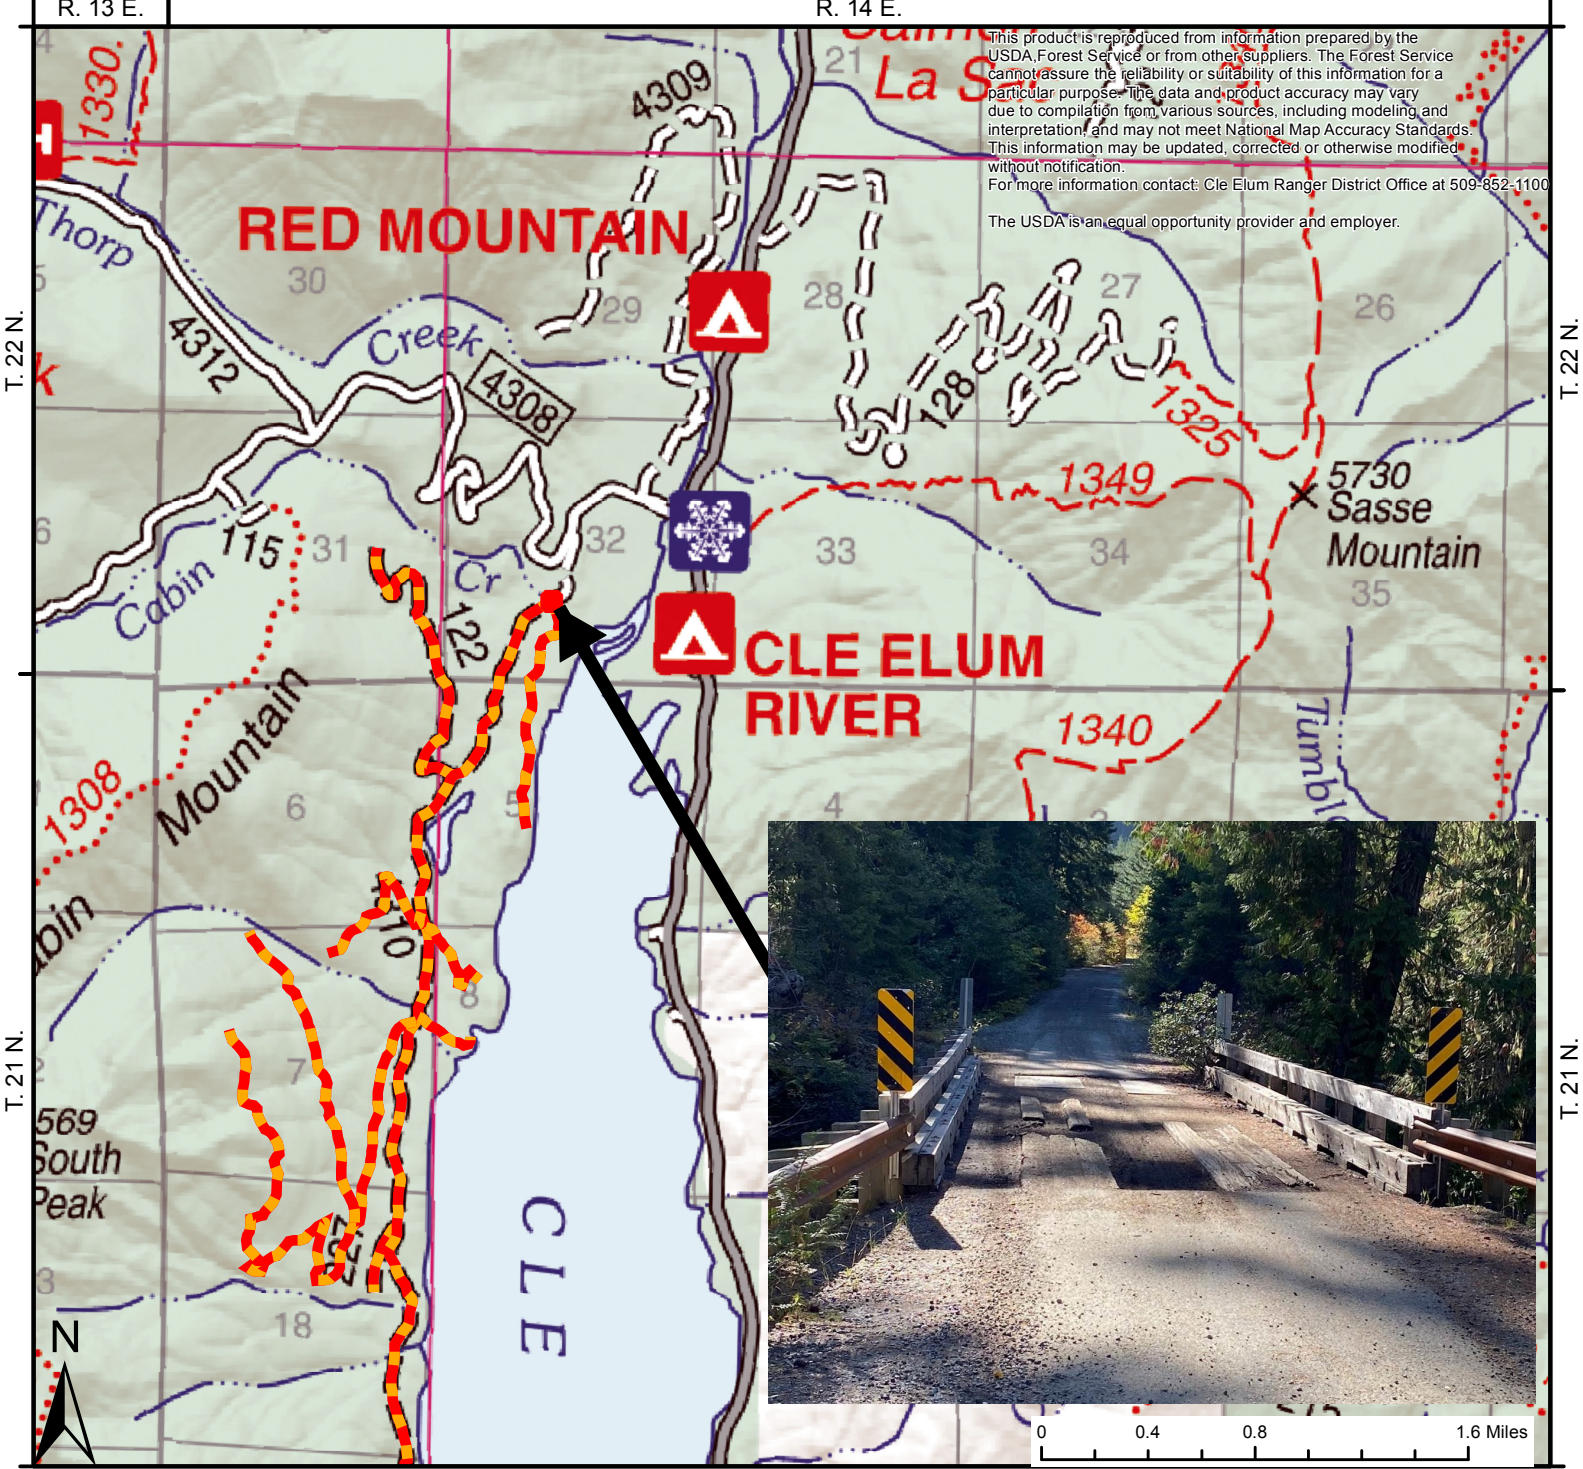 R. 13 E.
R. 14 E.
This product is reproduced from information prepared by the
USDA,Forest Service or from other suppliers. The Forest Service
cannot assure the reliability or suitability of this information for a
particular purpose. The data and product accuracy may vary
due to compilation from various sources, including modeling and
interpretation, and may not meet National Map Accuracy Standards.
This information may be updated, corrected or otherwise modified
without notification.
For more information contact: Cle Elum Ranger District Office at 509-852-1100
The USDA is an equal opportunity provider and employer.
1330
4309
21
La
Thorp
RED MOUNTAIN
30
29
28
27
26
Creek
4312
4308
128
1325
T. 22 N.
T. 22 N.
1349
5730
Sasse
Mountain
115
31
32
33
34
35
Cabin
Cr
122
CLE ELUM
RIVER
1340
1308
Mountain
6
5
4
8
7
569
South
Peak
T. 21 N.
T. 21 N.
18
CLE
N
0 0.4 0.8 1.6 Miles